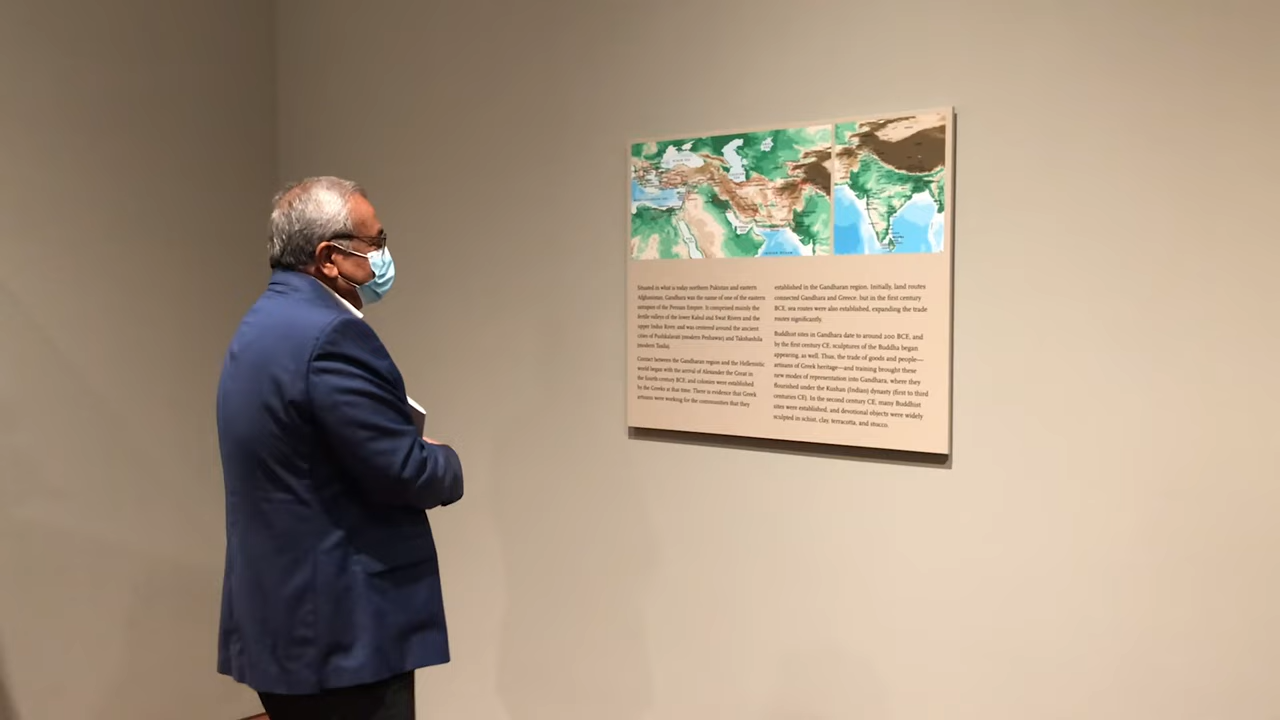 BLACK SEA
Situated in what is today northern Pakistan and eastern
Afghanistan, Gandhara was the name of one of the eastern
satrapies of the Persian Empire. It comprised mainly the
fertile valleys of the lower Kabul and Swat Rivers and the
upper Indus River and was centered around the ancient
cities of Pushkalavati (modern Peshawar) and Takshashila
(modern Taxila).
Contact between the Gandharan region and the Hellenistic
world began with the arrival of Alexander the Great in
the fourth century BCE; and colonies were established
by the Greeks at that time. There is evidence that Greek
artisans were working for the communities that they
established in the Gandharan region. Initially, land routes
connected Gandhara and Greece, but in the first century
BCE, sea routes were also established, expanding the trade
routes significantly.
Buddhist sites in Gandhara date to around 200 BCE, and
by the first century CE, sculptures of the Buddha began
appearing, as well. Thus, the trade of goods and people—
artisans of Greek heritage—and training brought these
new modes of representation into Gandhara, where they
flourished under the Kushan (Indian) dynasty (first to third
centuries CE). In the second century CE, many Buddhist
sites were established, and devotional objects were widely
sculpted in schist, clay, terracotta, and stucco.